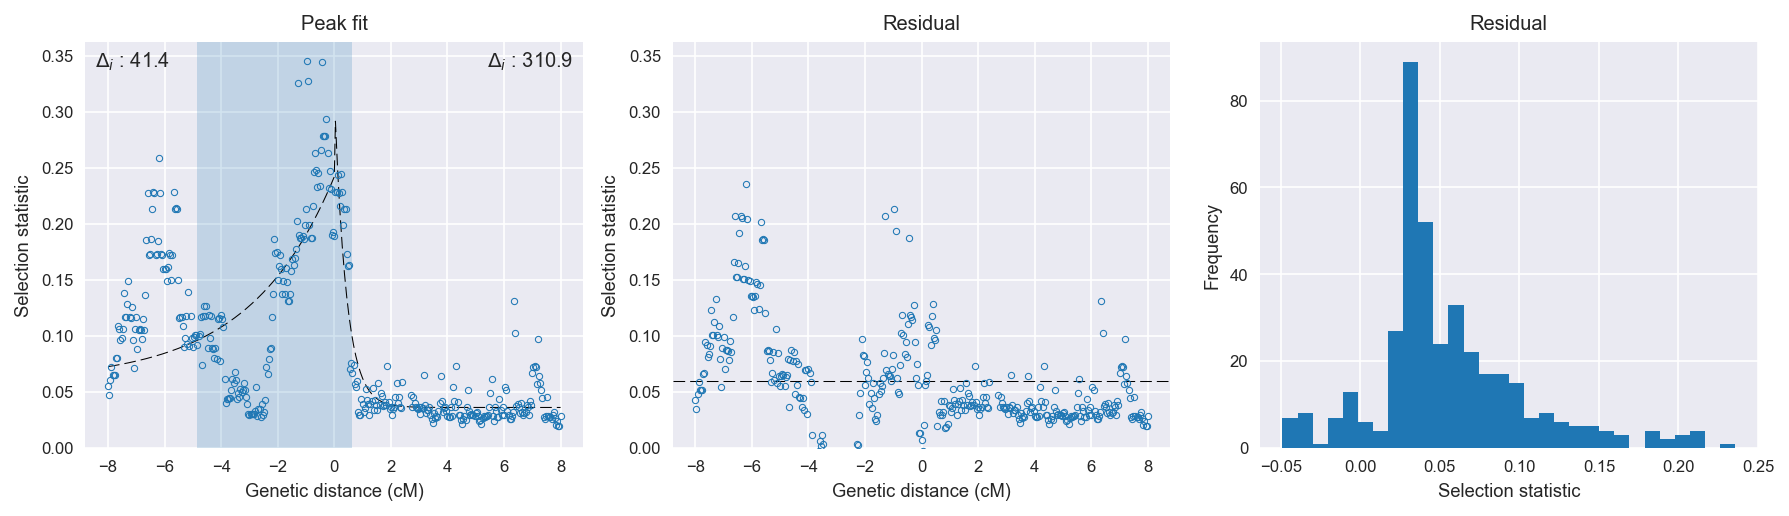 Peak fit
Δi : 41.4
Δi : 310.9
Selection statistic
0.35
0.30
0.25
0.20
0.15
0.10
0.05
0.00
−8 −6 −4 −2 0 2 4 6 8
Genetic distance (cM)
Residual
Selection statistic
0.35
0.30
0.25
0.20
0.15
0.10
0.05
0.00
−8 −6 −4 −2 0 2 4 6 8
Genetic distance (cM)
Residual
Frequency
80
60
40
20
0
−0.05 0.00 0.05 0.10 0.15 0.20 0.25
Selection statistic